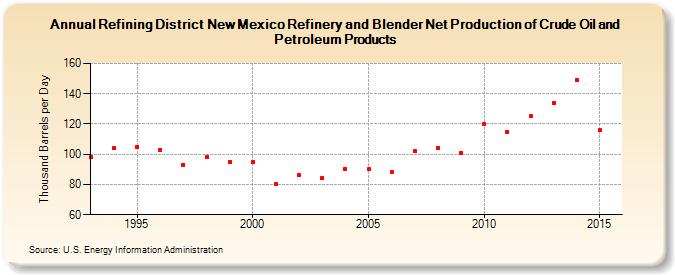 Annual Refining District New Mexico Refinery and Blender Net Production of Crude Oil and
Petroleum Products
Thousand Barrels per Day
160
140
120
100
80
60
1995
2000
2005
2010
2015
Source: U.S. Energy Information Administration